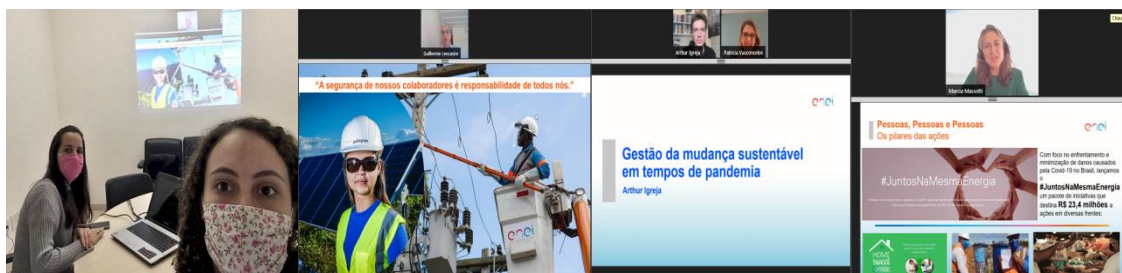 Guilherme Lencastre
"A segurança de nossos colaboradores é responsabilidade de todos nós."
enel
Arthur Igreja
Patricia Vasconcelos
enel
Gestão da mudança sustentável
em tempos de pandemia
Arthur Igreja
Marcia Massotti
enel
Pessoas, Pessoas e Pessoas
Os pilares das ações
#JuntosNaMesmaEnergia
Com foco no enfrentamento e
minimização de danos causados
pela Covid-19 no Brasil, lançamos
o
#JuntosNaMesmaEnergia
um pacote de iniciativas que
destina R$ 23,4 milhões a
ações em diversas frentes:
HOME